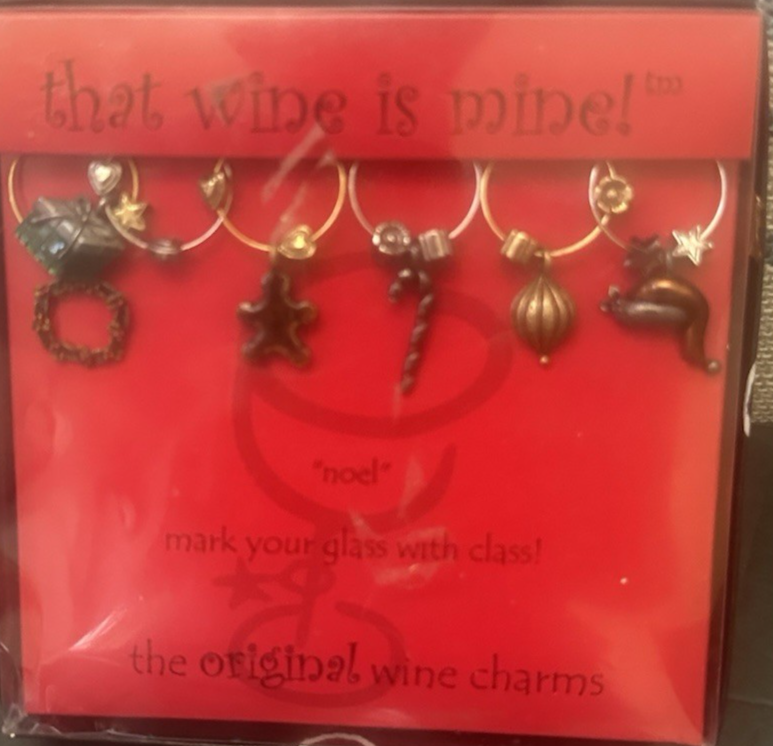 that wine is mine!™
"noel"
mark your glass with class!
the original wine charms